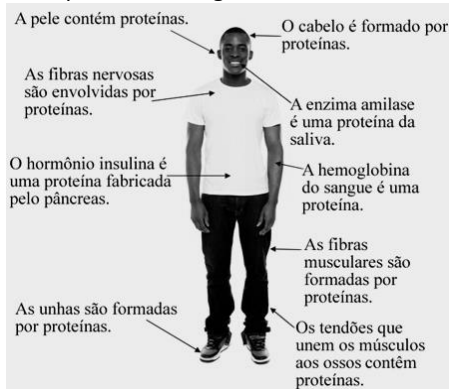 A pele contém proteínas.
O cabelo é formado por
proteínas.
As fibras nervosas
são envolvidas por
proteínas.
A enzima amilase
é uma proteína da
saliva.
O hormônio insulina é
uma proteína fabricada
pelo pâncreas.
A hemoglobina
do sangue é uma
proteína.
As fibras
musculares são
formadas por
proteínas.
As unhas são formadas
por proteínas.
Os tendões que
unem os músculos
aos ossos contêm
proteínas.